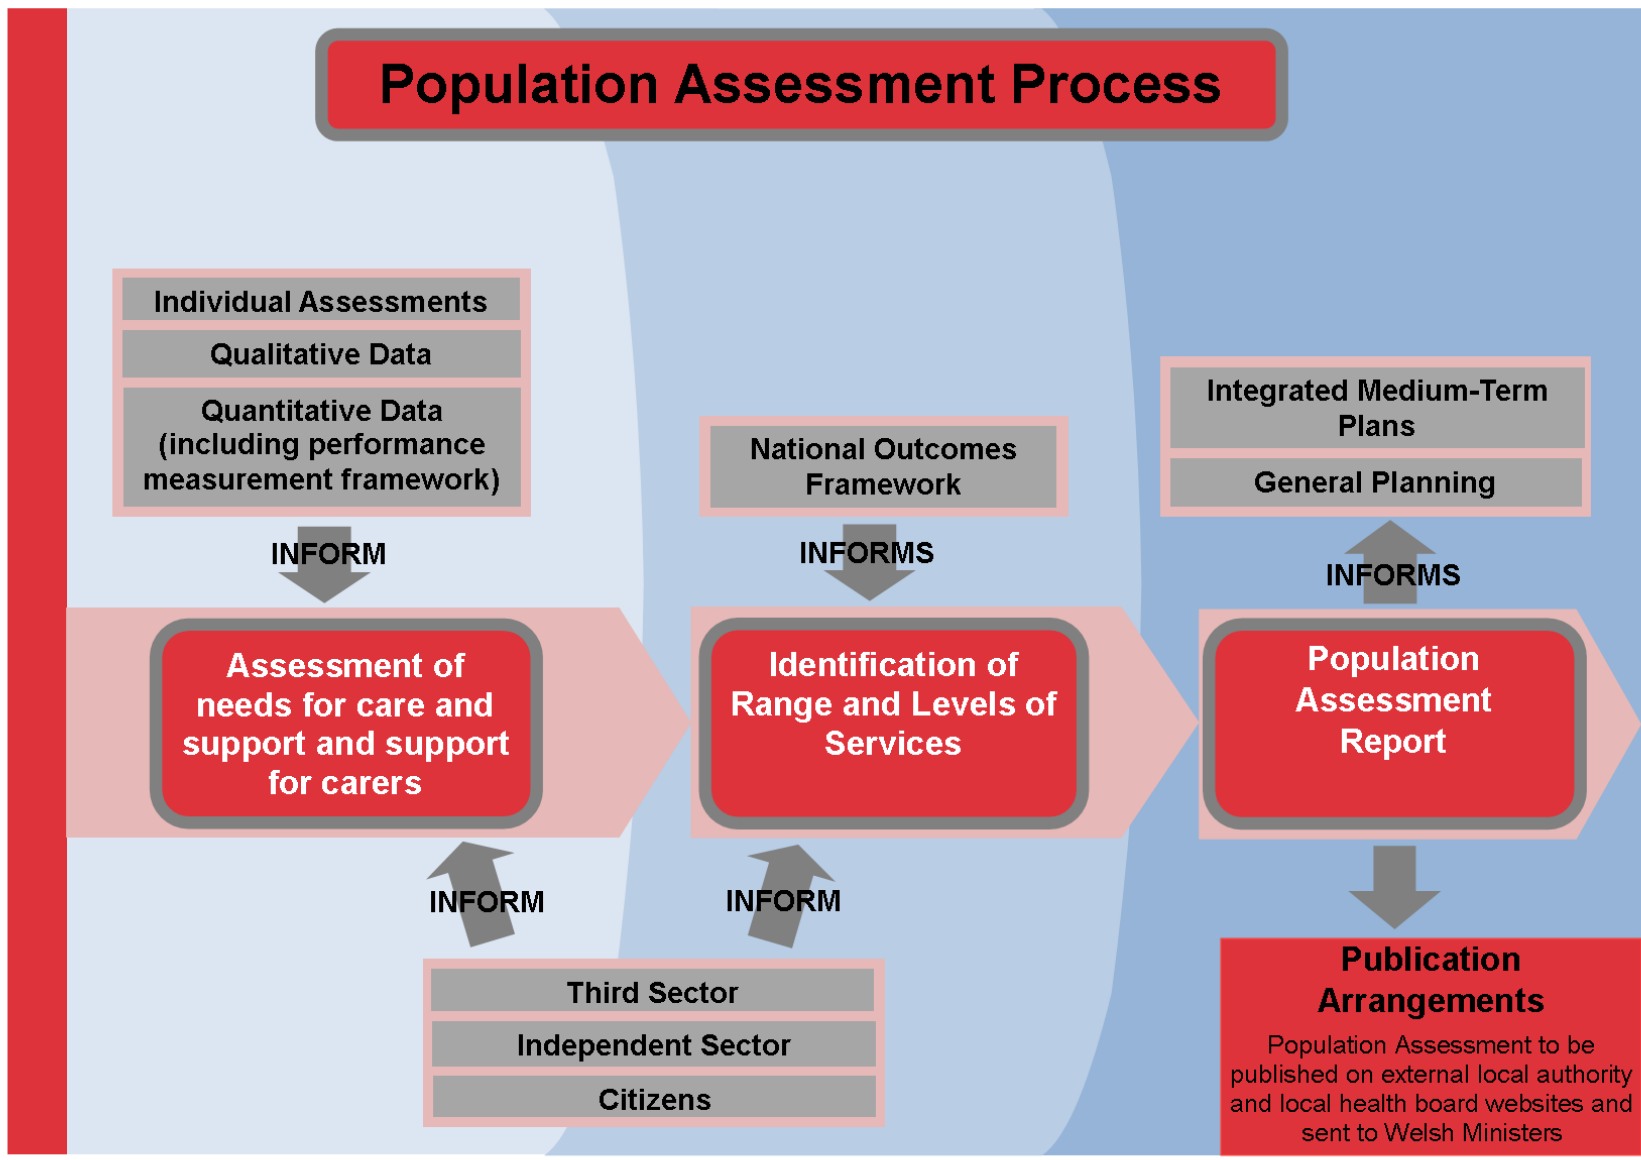 Population Assessment Process
Individual Assessments
Qualitative Data
Quantitative Data
(including performance
measurement framework)
INFORM
Assessment of
needs for care and
support and support
for carers
National Outcomes
Framework
INFORMS
Identification of
Range and Levels of
Services
Integrated Medium-Term
Plans
General Planning
INFORMS
Population
Assessment
Report
INFORM
INFORM
Third Sector
Independent Sector
Citizens
Publication
Arrangements
Population Assessment to be
published on external local authority
and local health board websites and
sent to Welsh Ministers